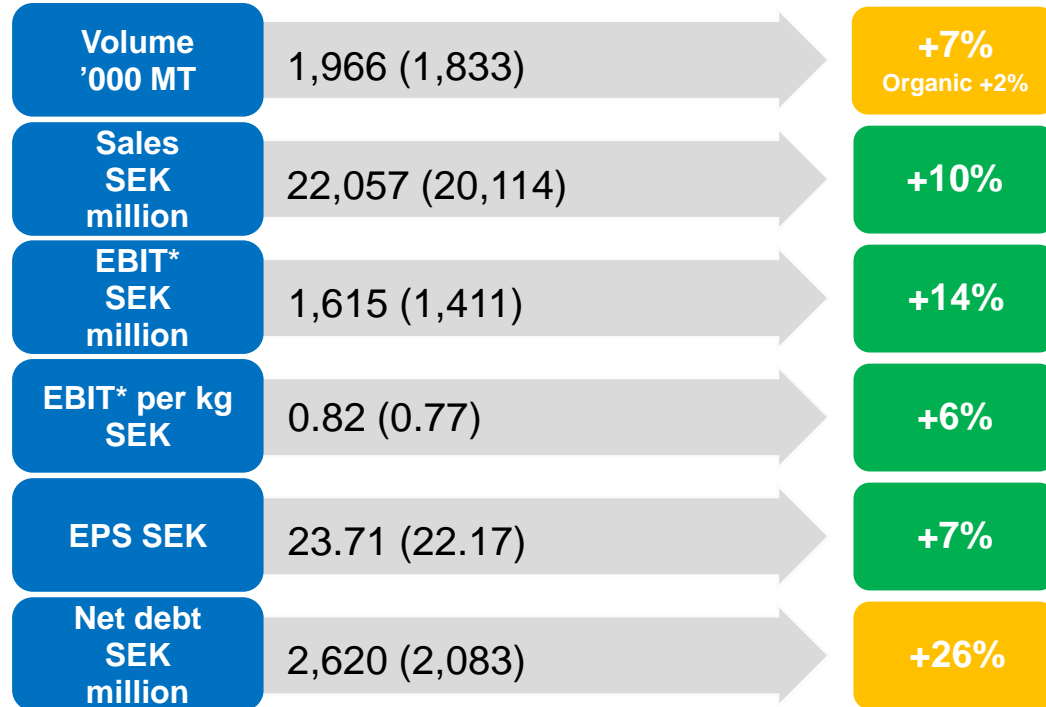 Volume
’000 MT
1,966 (1,833)
+7%
Organic +2%
Sales
SEK
million
22,057 (20,114)
+10%
EBIT*
SEK
million
1,615 (1,411)
+14%
EBIT* per kg
SEK
0.82 (0.77)
+6%
EPS SEK
23.71 (22.17)
+7%
Net debt
SEK
million
2,620 (2,083)
+26%